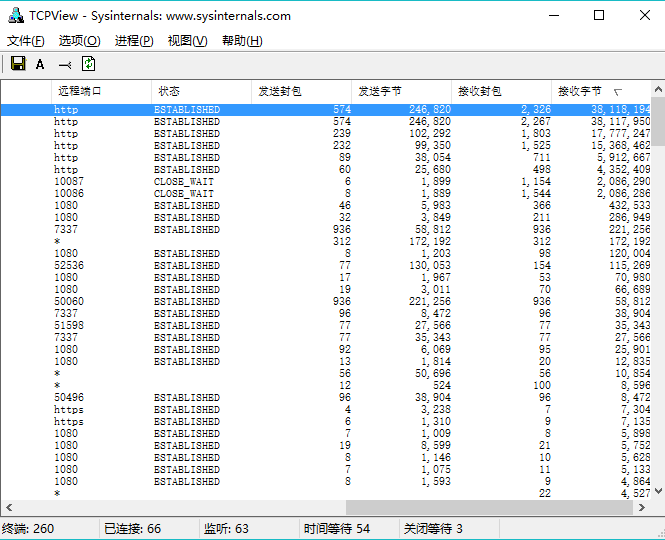 TCPView - Sysinternals: www.sysinternals.com
文件(F) 选项(O) 进程(P) 视图(V) 帮助(H)
A
远程端口 状态 发送封包 发送字节 接收封包 接收字节
http ESTABLISHED 574 246,820 2,326 38,118,194
http ESTABLISHED 574 246,820 2,267 38,117,950
http ESTABLISHED 239 102,292 1,803 17,777,247
http ESTABLISHED 232 99,350 1,525 15,368,462
http ESTABLISHED 89 38,054 711 5,912,667
http ESTABLISHED 60 25,680 498 4,352,409
10087 CLOSE_WAIT 6 1,899 1,154 2,086,290
10086 CLOSE_WAIT 8 1,899 1,544 2,086,286
1080 ESTABLISHED 46 5,983 366 432,533
1080 ESTABLISHED 32 3,849 211 286,949
7337 ESTABLISHED 936 58,812 936 221,256
* 312 172,192 312 172,192
1080 ESTABLISHED 8 1,203 98 120,004
52536 ESTABLISHED 77 130,053 154 115,269
1080 ESTABLISHED 17 1,967 53 70,980
1080 ESTABLISHED 19 3,011 70 66,689
50060 ESTABLISHED 936 221,256 936 58,812
7337 ESTABLISHED 96 8,472 96 38,904
51598 ESTABLISHED 77 27,566 77 35,343
7337 ESTABLISHED 77 35,343 77 27,566
1080 ESTABLISHED 92 6,069 95 25,901
1080 ESTABLISHED 13 1,814 20 12,835
* 56 50,696 56 10,854
* 12 524 100 8,596
50496 ESTABLISHED 96 38,904 96 8,472
https ESTABLISHED 4 3,238 7 7,304
https ESTABLISHED 6 1,310 9 7,135
1080 ESTABLISHED 7 1,009 8 5,898
1080 ESTABLISHED 19 8,599 21 5,752
1080 ESTABLISHED 8 1,146 10 5,628
1080 ESTABLISHED 7 1,075 11 5,133
1080 ESTABLISHED 8 1,593 9 4,864
* 22 4,527
终端: 260 已连接: 66 监听: 63 时间等待 54 关闭等待 3